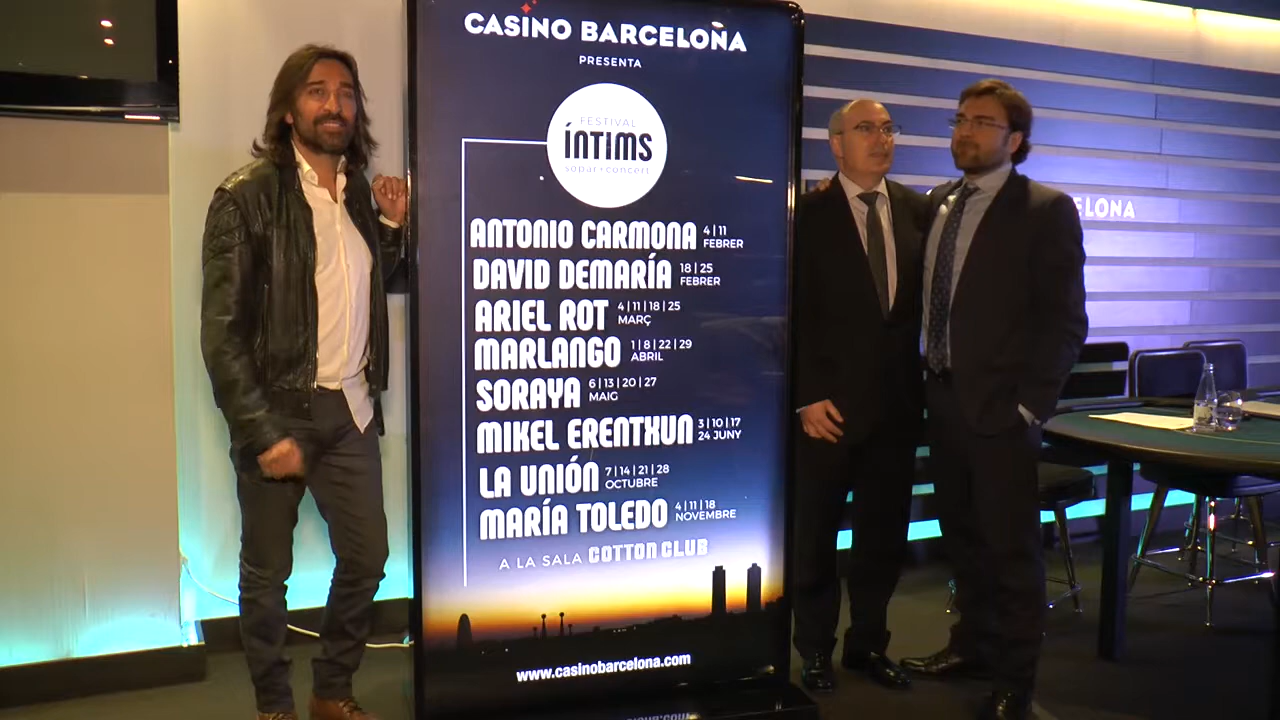 CASINO BARCELONA
PRESENTA
FESTIVAL
ÍNTIMS
sopar+concert
ANTONIO CARMONA 4 | 11
FEBRER
DAVID DEMARÍA 18 | 25
FEBRER
ARIEL ROT 4 | 11 | 18 | 25
MARÇ
MARLANGO 1 | 8 | 22 | 29
ABRIL
SORAYA 6 | 13 | 20 | 27
MAIG
MIKEL ERENTXUN 3 | 10 | 17
24 JUNY
LA UNIÓN 7 | 14 | 21 | 28
OCTUBRE
MARÍA TOLEDO 4 | 11 | 18
NOVEMBRE
A LA SALA COTTON CLUB
www.casinobarcelona.com
ELONA